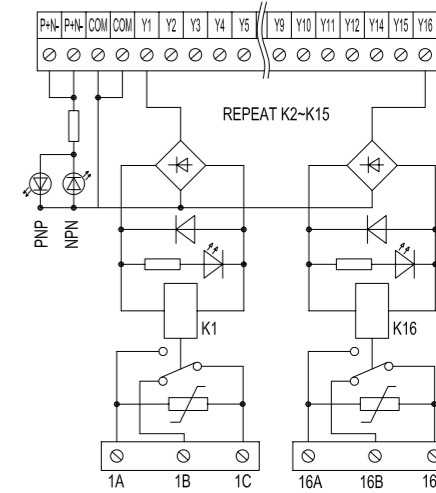 P+N- P+N- COM COM Y1 Y2 Y3 Y4 Y5 Y9 Y10 Y11 Y12 Y14 Y15 Y16
REPEAT K2~K15
PNP NPN
K1 K16
1A 1B 1C 16A 16B 16